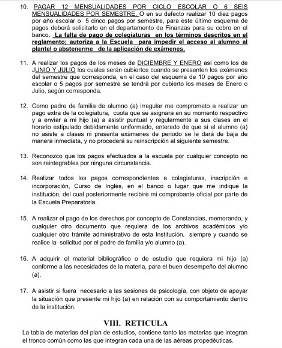 10. PAGAR 12 MENSUALIDADES POR CICLO ESCOLAR O 6 SEIS
MENSUALIDADES POR SEMESTRE. O en su defecto realizar 10 diez pagos
por año escolar o 5 cinco pagos por semestre, para este último esquema de
pagos deberá solicitarlo en el departamento de Finanzas para su cobro en el
banco. La falta de pago de colegiatura en los términos descritos en el
reglamento; autoriza a la Escuela para impedir el acceso al alumno al
plantel o abstenerme de la aplicación de exámenes.
11. A realizar los pagos de los meses de DICIEMBRE Y ENERO así como los de
JUNIO Y JULIO los cuales serán cubiertos cuando se presenten los exámenes
del semestre que corresponda; en el caso del esquema de 10 pagos por año
escolar o 5 pagos por semestre se tendrá por cubierto los meses de Enero o
Julio, según corresponda.
12. Como padre de familia de alumno (a) irregular me comprometo a realizar un
pago extra de la colegiatura, cuota que se asignara en su momento respectivo
y a enviar a mi hijo (a) a asistir puntual y regularmente a sus clases en el
horario estipulado debidamente uniformado, enterado de que si el alumno (a)
no asiste a clases ni presenta exámenes de periodo se le dará de baja de
manera inmediata, y no procederá su reinscripción al siguiente semestre.
13. Reconozco que los pagos efectuados a la escuela por cualquier concepto no
son reintegrables por ninguna circunstancia.
14. Realizar todos los pagos correspondientes a colegiaturas, inscripción e
incorporación, Curso de Inglés, en el banco o lugar que me indique la
institución, del cual posteriormente recibiré mi comprobante oficial por parte de
la Escuela Preparatoria.
15. A realizar el pago de los derechos por concepto de Constancias, memorando, y
cualquier otro documento que requiera de los archivos académicos y/o
cualquier otro trámite administrativo de esta Institución, siempre y cuando se
realice la solicitud por el padre de familia y/o alumno (a).
16. A adquirir el material bibliográfico o de estudio que requiera mi hijo (a)
conforme a las necesidades de la materia, para el buen desempeño del alumno
(a).
17. A asistir si fuera necesario a las sesiones de psicología, con objeto de apoyar
la situación que presente mi hijo (a) en relación con su comportamiento dentro
de la institución.
VIII. RETICULA
La tabla de materias del plan de estudios, contiene tanto las materias que integran
el tronco común como las que integran cada una de las aéreas propedéuticas.